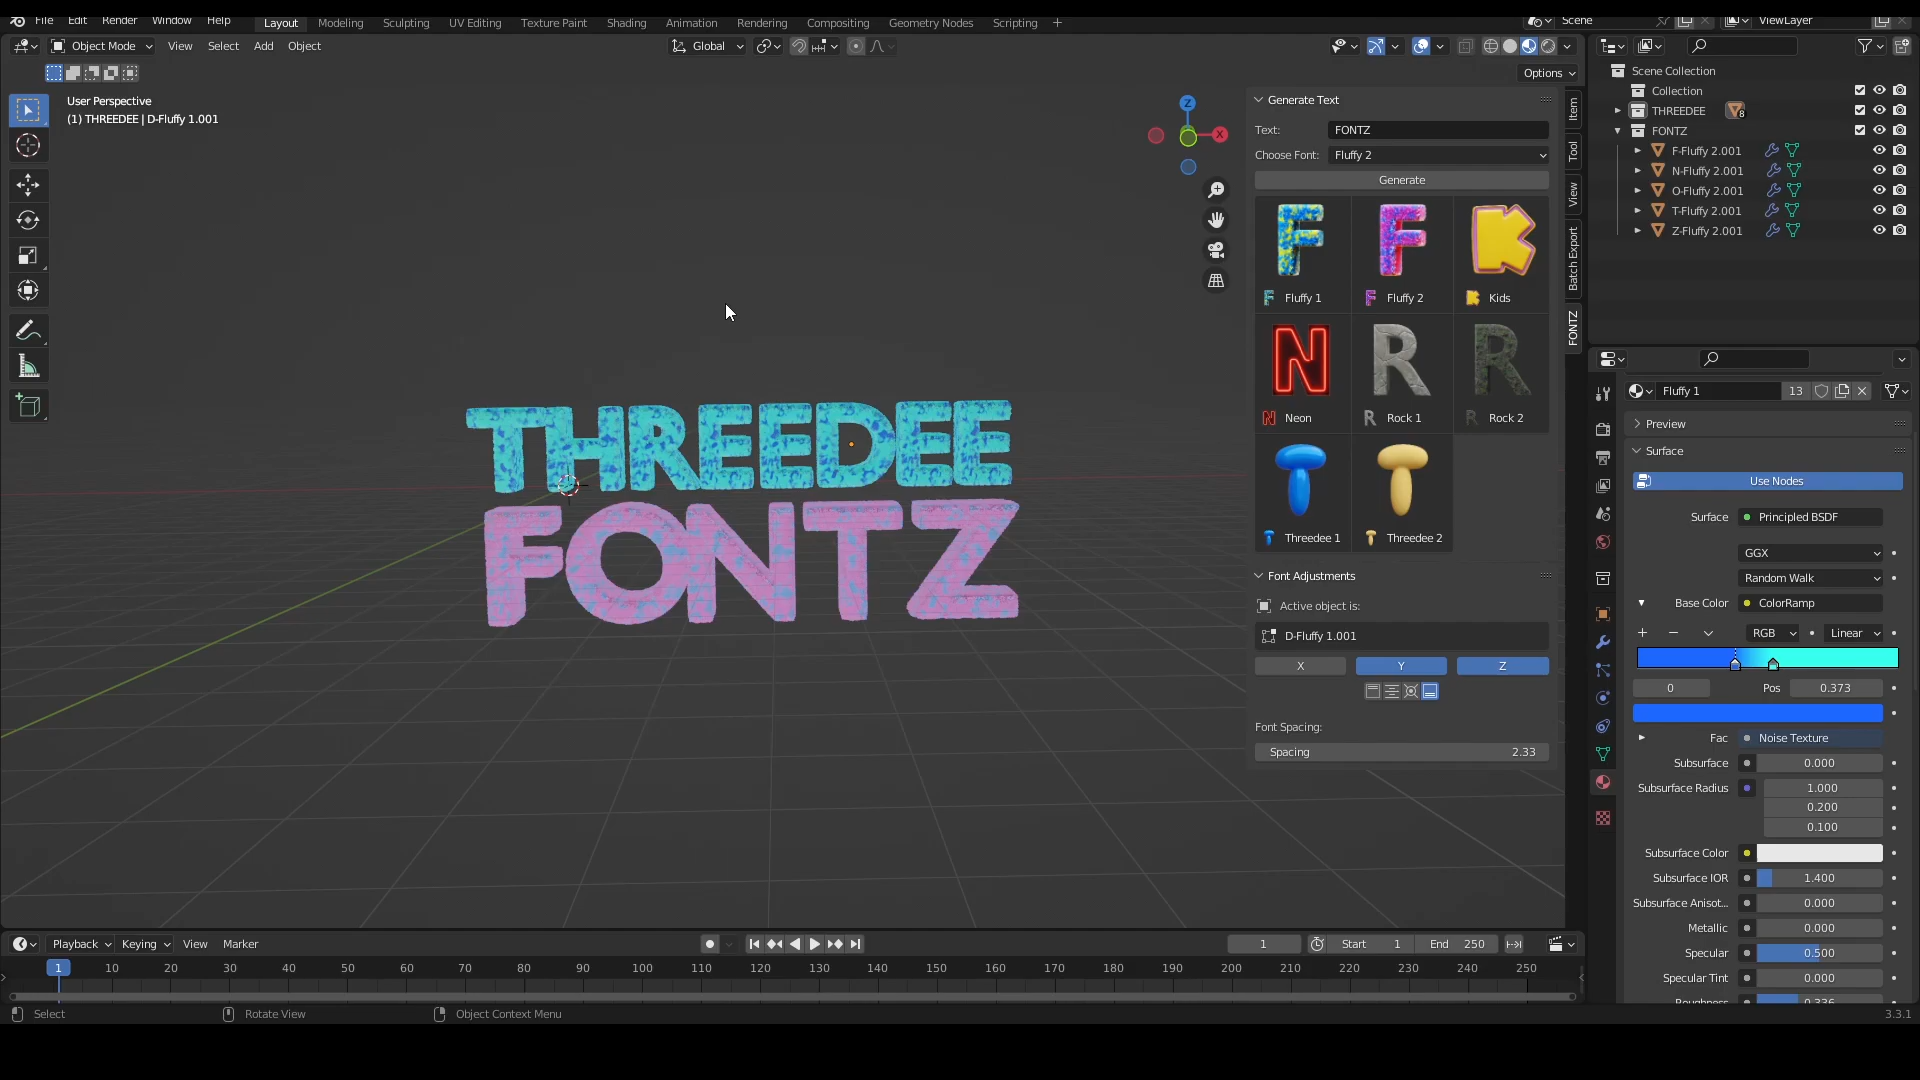 File Edit Render Window Help Layout Modeling Sculpting UV Editing Texture Paint Shading Animation Rendering Compositing Geometry Nodes Scripting + Scene ViewLayer
Object Mode View Select Add Object Global
Options
User Perspective
(1) THREEDEE | D-Fluffy 1.001
Z
X
THREEDEE
FONTZ
Generate Text
Text: FONTZ
Choose Font: Fluffy 2
Generate
Fluffy 1 Fluffy 2 Kids
Neon Rock 1 Rock 2
Threedee 1 Threedee 2
Font Adjustments
Active object is:
D-Fluffy 1.001
X Y Z
Font Spacing:
Spacing 2.33
Item
Tool
View
Batch Export
FONTZ
Scene Collection
Collection
THREEDEE 8
FONTZ
F-Fluffy 2.001
N-Fluffy 2.001
O-Fluffy 2.001
T-Fluffy 2.001
Z-Fluffy 2.001
Fluffy 1 13
Preview
Surface
Use Nodes
Surface Principled BSDF
GGX
Random Walk
Base Color ColorRamp
RGB Linear
0 Pos 0.373
Fac Noise Texture
Subsurface 0.000
Subsurface Radius 1.000
0.200
0.100
Subsurface Color
Subsurface IOR 1.400
Subsurface Anisot... 0.000
Metallic 0.000
Specular 0.500
Specular Tint 0.000
Roughness 0.336
Playback Keying View Marker 1 Start 1 End 250
1 10 20 30 40 50 60 70 80 90 100 110 120 130 140 150 160 170 180 190 200 210 220 230 240 250
Select Rotate View Object Context Menu 3.3.1